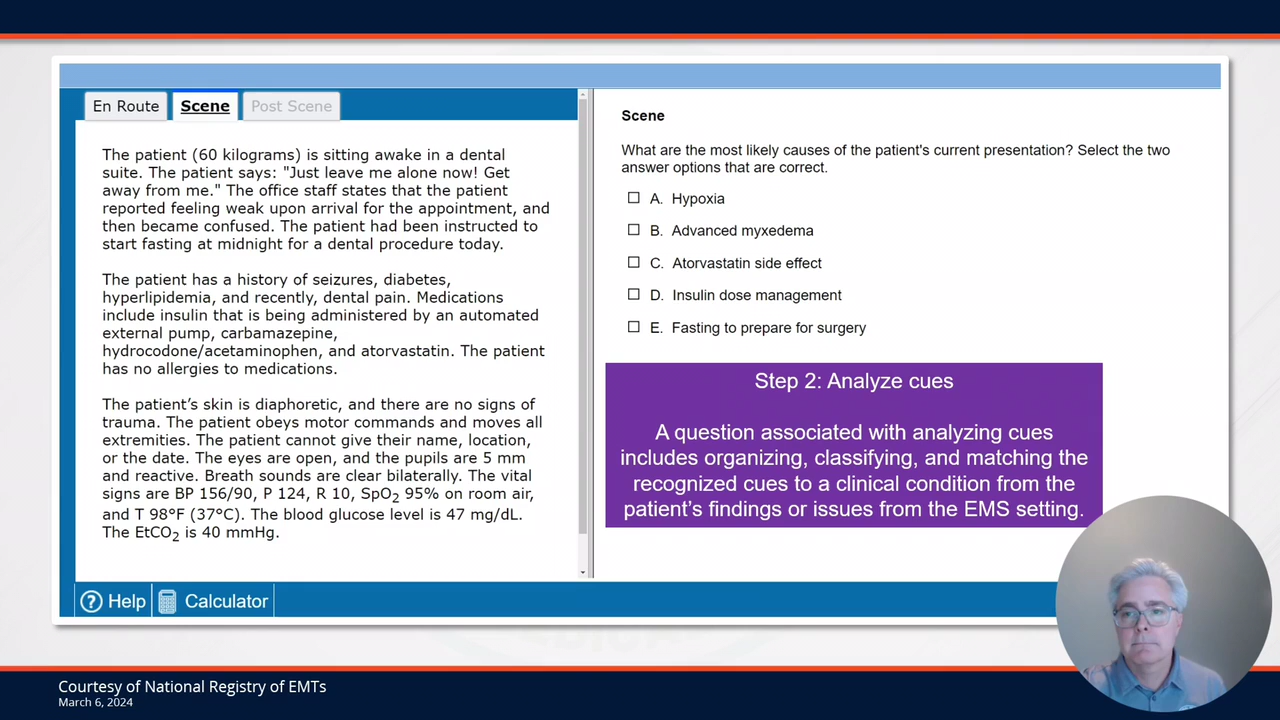 En Route
Scene
Post Scene
The patient (60 kilograms) is sitting awake in a dental
suite. The patient says: "Just leave me alone now! Get
away from me." The office staff states that the patient
reported feeling weak upon arrival for the appointment, and
then became confused. The patient had been instructed to
start fasting at midnight for a dental procedure today.
The patient has a history of seizures, diabetes,
hyperlipidemia, and recently, dental pain. Medications
include insulin that is being administered by an automated
external pump, carbamazepine,
hydrocodone/acetaminophen, and atorvastatin. The patient
has no allergies to medications.
The patient’s skin is diaphoretic, and there are no signs of
trauma. The patient obeys motor commands and moves all
extremities. The patient cannot give their name, location,
or the date. The eyes are open, and the pupils are 5 mm
and reactive. Breath sounds are clear bilaterally. The vital
signs are BP 156/90, P 124, R 10, SpO2 95% on room air,
and T 98°F (37°C). The blood glucose level is 47 mg/dL.
The EtCO2 is 40 mmHg.
Scene
What are the most likely causes of the patient's current presentation? Select the two
answer options that are correct.
A. Hypoxia
B. Advanced myxedema
C. Atorvastatin side effect
D. Insulin dose management
E. Fasting to prepare for surgery
Step 2: Analyze cues
A question associated with analyzing cues
includes organizing, classifying, and matching the
recognized cues to a clinical condition from the
patient's findings or issues from the EMS setting.
? Help
Calculator
Courtesy of National Registry of EMTs
March 6, 2024